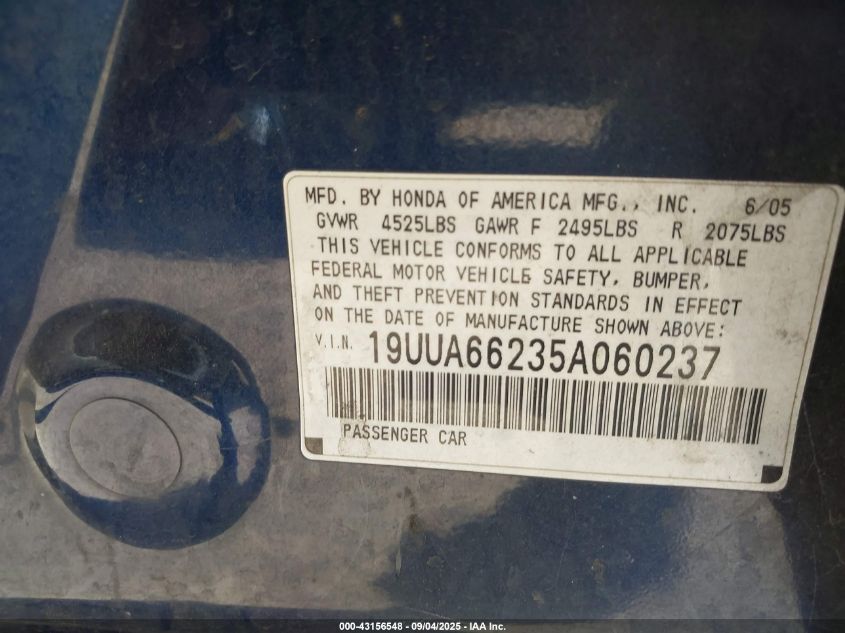 MFD. BY HONDA OF AMERICA MFG., INC. 6/05
GVWR 4525LBS GAWR F 2495LBS R 2075LBS
THIS VEHICLE CONFORMS TO ALL APPLICABLE
FEDERAL MOTOR VEHICLE SAFETY, BUMPER,
AND THEFT PREVENTION STANDARDS IN EFFECT
ON THE DATE OF MANUFACTURE SHOWN ABOVE:
V.I.N. 19UUA66235A060237
PASSENGER CAR
000-43156548 - 09/04/2025 - IAA Inc.